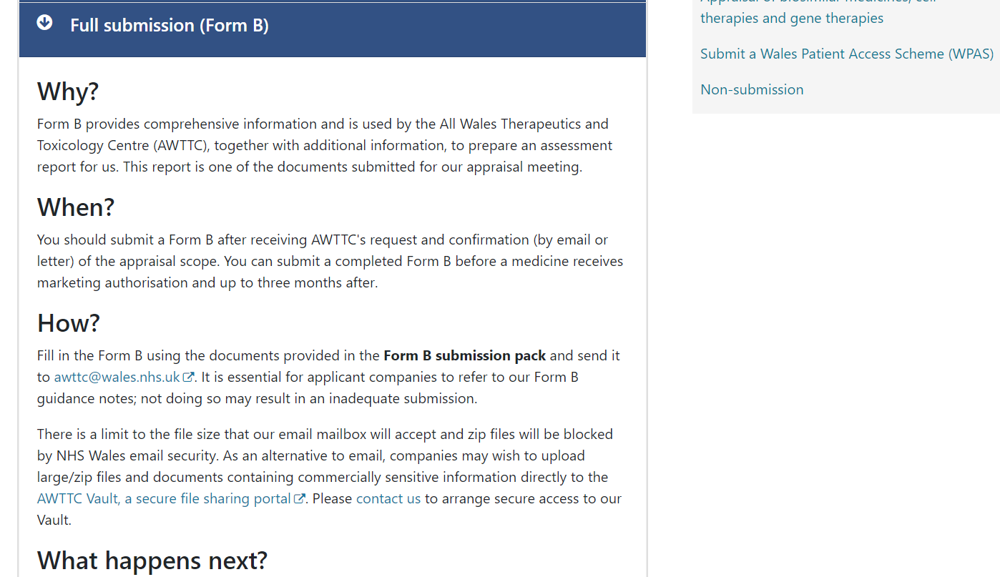 Full submission (Form B)
Why?
Form B provides comprehensive information and is used by the All Wales Therapeutics and
Toxicology Centre (AWTTC), together with additional information, to prepare an assessment
report for us. This report is one of the documents submitted for our appraisal meeting.
When?
You should submit a Form B after receiving AWTTC's request and confirmation (by email or
letter) of the appraisal scope. You can submit a completed Form B before a medicine receives
marketing authorisation and up to three months after.
How?
Fill in the Form B using the documents provided in the Form B submission pack and send it
to awttc@wales.nhs.uk. It is essential for applicant companies to refer to our Form B
guidance notes; not doing so may result in an inadequate submission.
There is a limit to the file size that our email mailbox will accept and zip files will be blocked
by NHS Wales email security. As an alternative to email, companies may wish to upload
large/zip files and documents containing commercially sensitive information directly to the
AWTTC Vault, a secure file sharing portal. Please contact us to arrange secure access to our
Vault.
What happens next?
Appraisal of biosimilar medicines, cell
therapies and gene therapies
Submit a Wales Patient Access Scheme (WPAS)
Non-submission